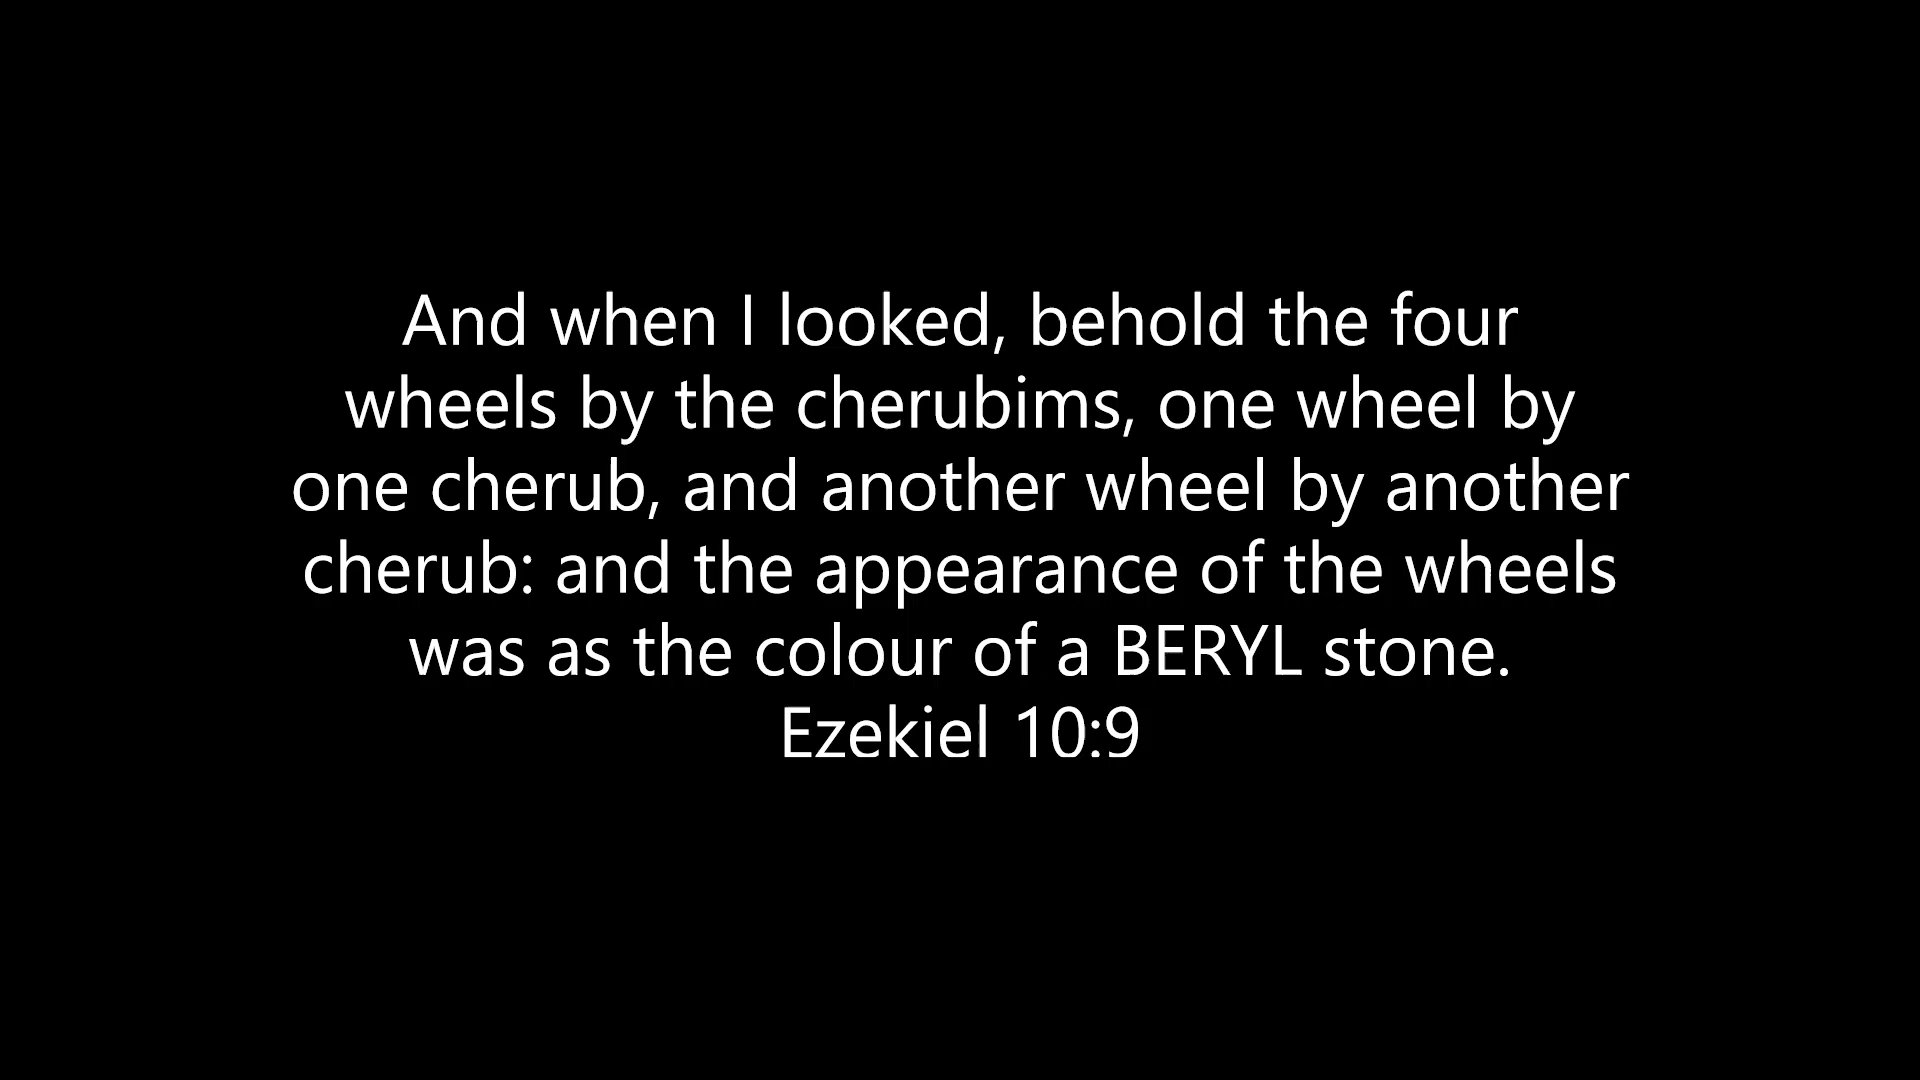 And when I looked, behold the four
wheels by the cherubims, one wheel by
one cherub, and another wheel by another
cherub: and the appearance of the wheels
was as the colour of a BERYL stone.
Ezekiel 10:9